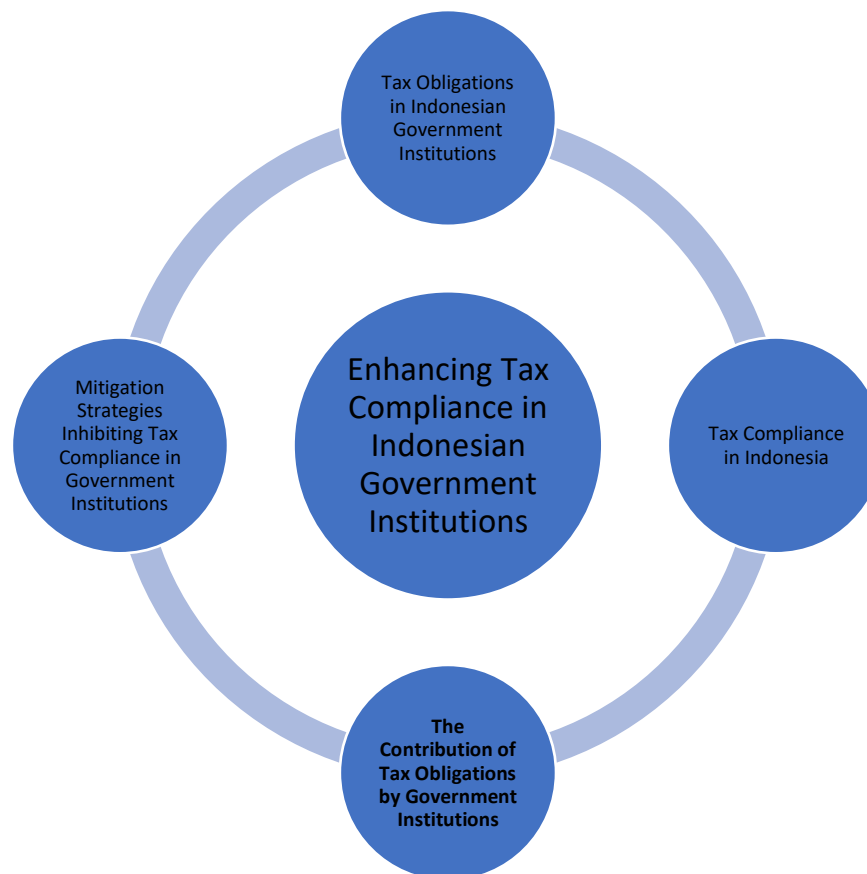 Tax Obligations
in Indonesian
Government
Institutions
Mitigation
Strategies
Inhibiting Tax
Compliance in
Government
Institutions
Enhancing Tax
Compliance in
Indonesian
Government
Institutions
Tax Compliance
in Indonesia
The
Contribution of
Tax Obligations
by Government
Institutions